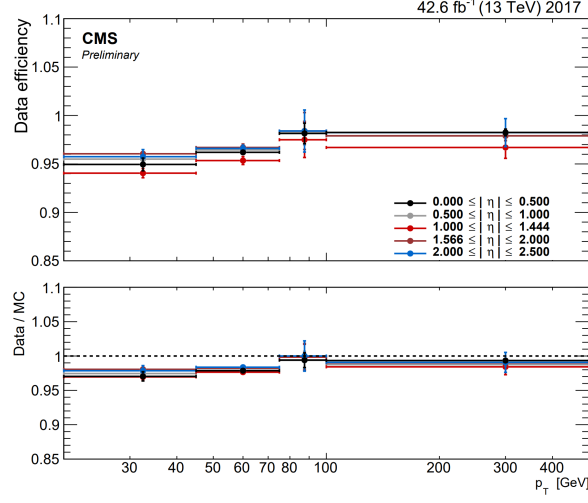 42.6 fb⁻¹ (13 TeV) 2017
CMS
Preliminary
Data efficiency
1.1
1.05
1
0.95
0.9
0.85
0.000 ≤ | η | ≤ 0.500
0.500 ≤ | η | ≤ 1.000
1.000 ≤ | η | ≤ 1.444
1.566 ≤ | η | ≤ 2.000
2.000 ≤ | η | ≤ 2.500
Data / MC
1.1
1.05
1
0.95
0.9
0.85
30 40 50 60 70 80 100 200 300 400
p_T [GeV]